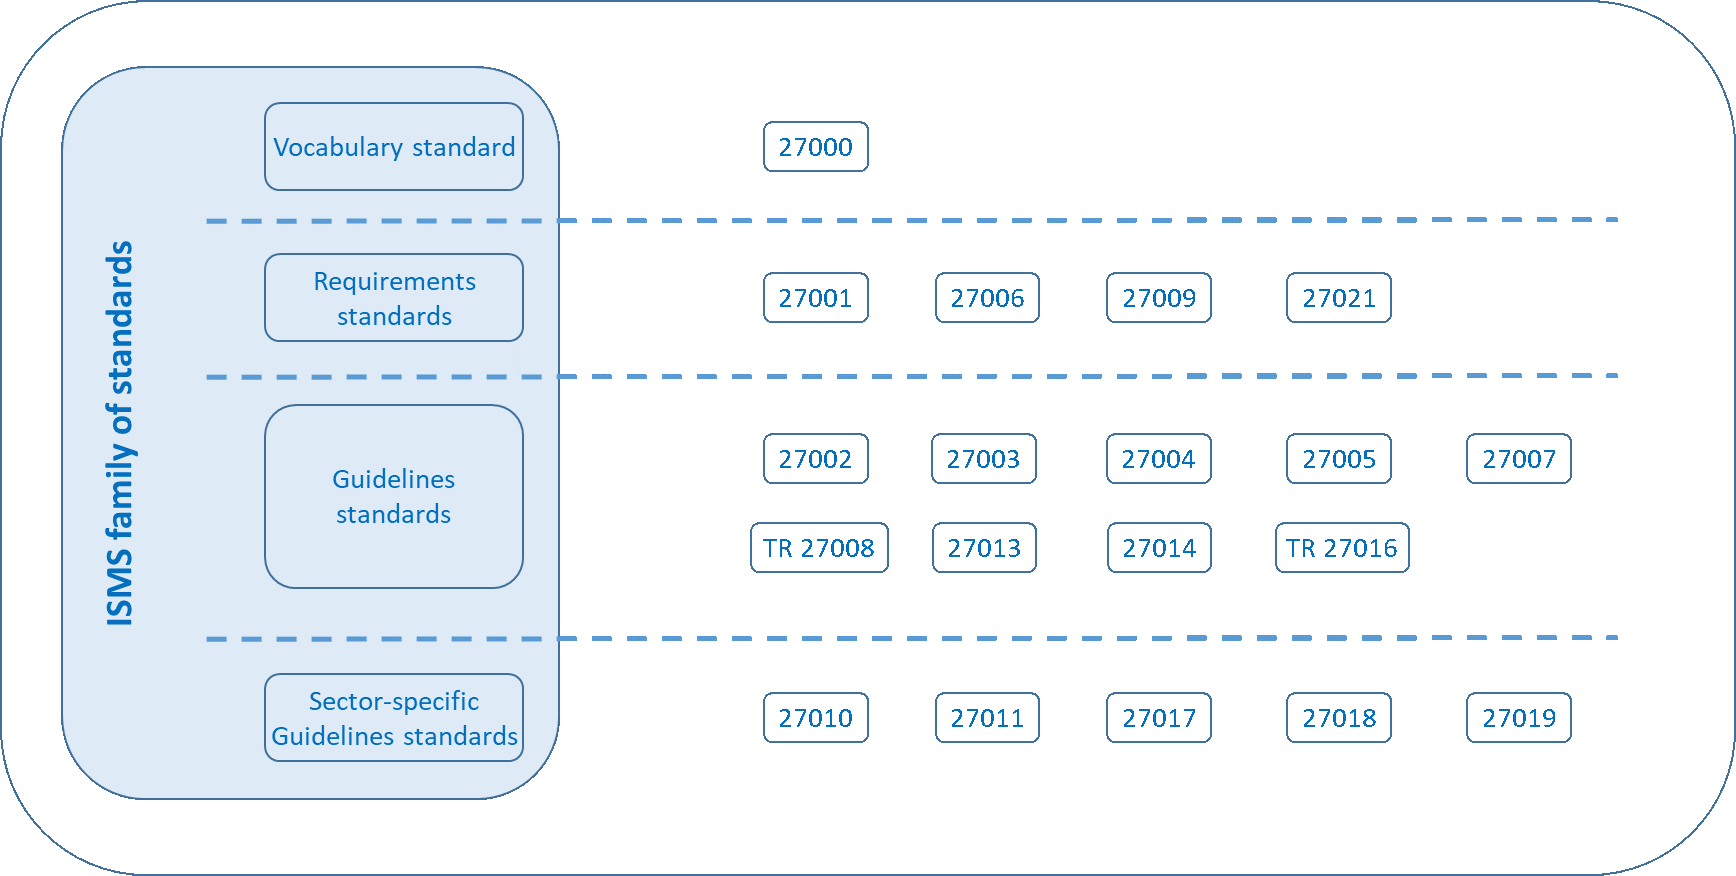 ISMS family of standards
Vocabulary standard
27000
Requirements
standards
27001 27006 27009 27021
Guidelines
standards
27002 27003 27004 27005 27007
TR 27008 27013 27014 TR 27016
Sector-specific
Guidelines standards
27010 27011 27017 27018 27019